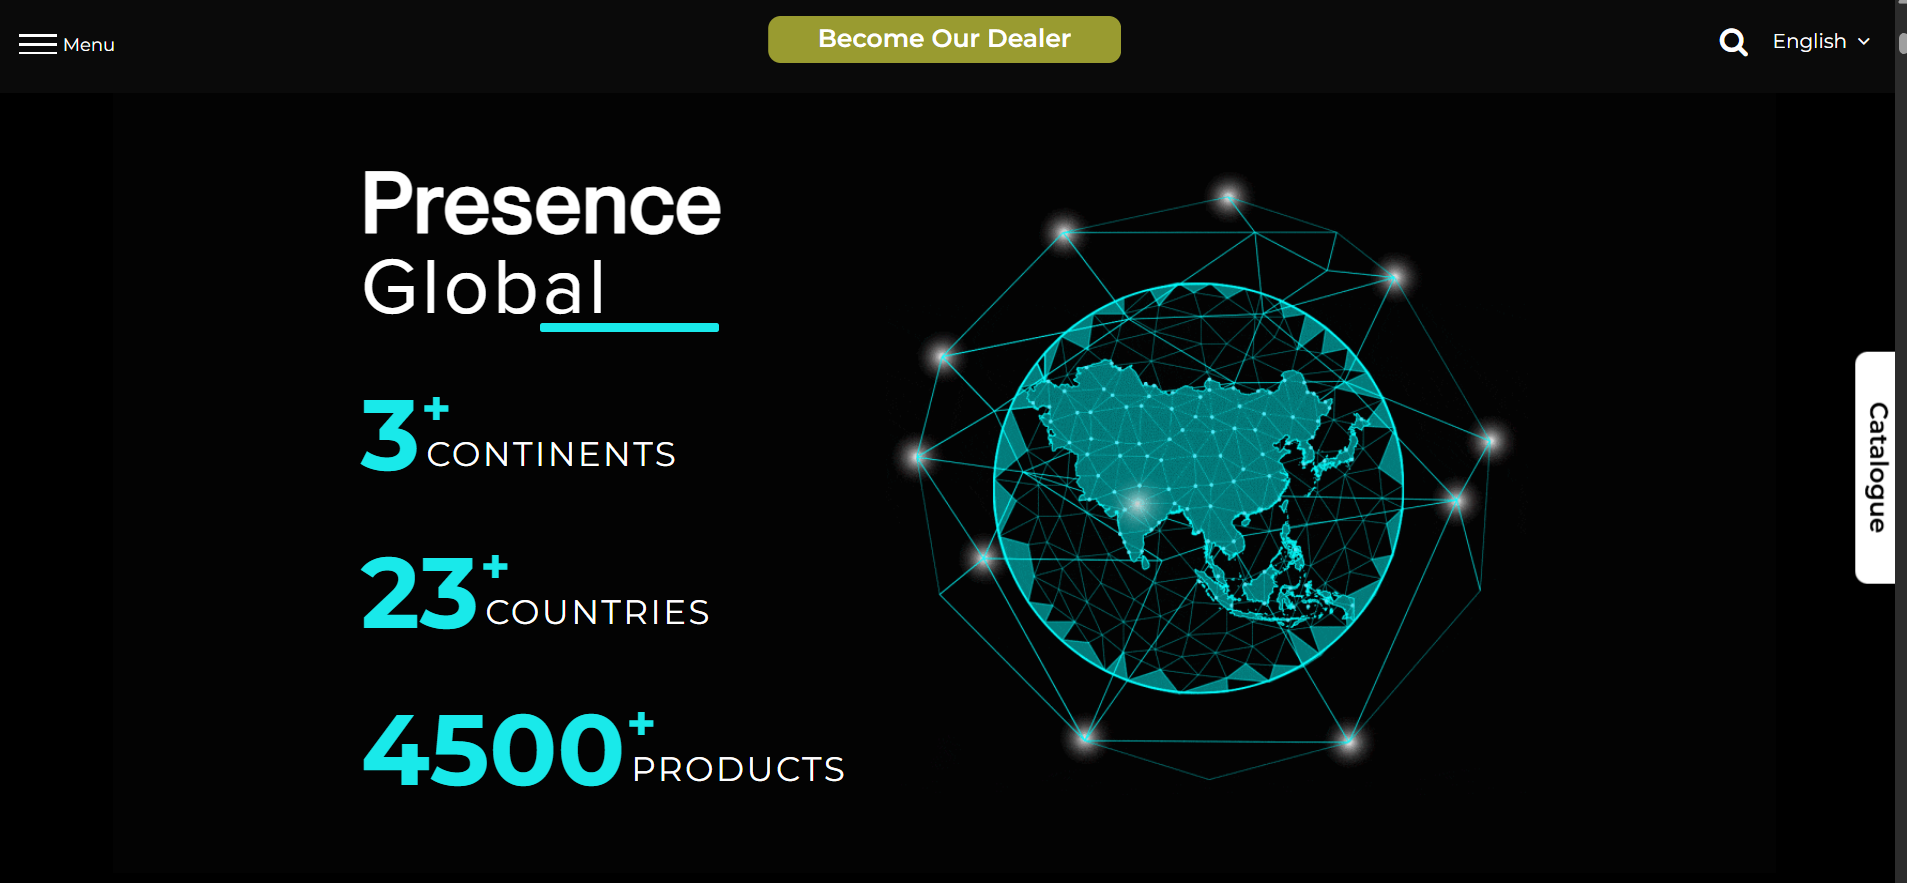 Menu
Become Our Dealer
English
Presence
Global
3+ CONTINENTS
23+ COUNTRIES
4500+ PRODUCTS
Catalogue